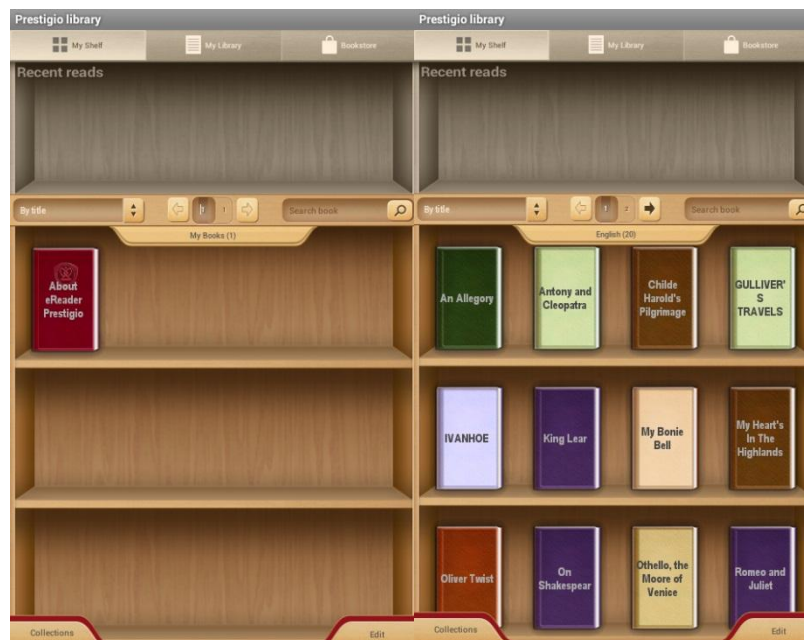 Prestigio library
My Shelf
My Library
Bookstore
Recent reads
By title
1
Search book
My Books (1)
About
eReader
Prestigio
Collections
Edit
Prestigio library
My Shelf
My Library
Bookstore
Recent reads
By title
1
2
Search book
English (20)
An Allegory
Antony and
Cleopatra
Childe
Harold's
Pilgrimage
GULLIVER'
S
TRAVELS
IVANHOE
King Lear
My Bonie
Bell
My Heart's
In The
Highlands
Oliver Twist
On
Shakespear
Othello, the
Moore of
Venice
Romeo and
Juliet
Collections
Edit